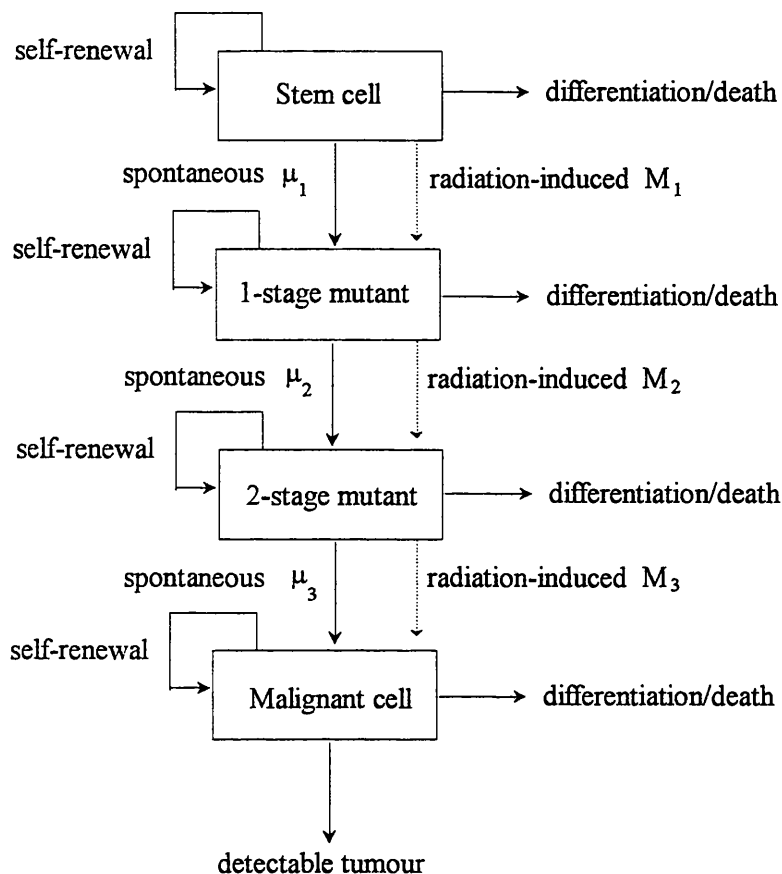 self-renewal
Stem cell
differentiation/death
spontaneous μ₁
radiation-induced M₁
self-renewal
1-stage mutant
differentiation/death
spontaneous μ₂
radiation-induced M₂
self-renewal
2-stage mutant
differentiation/death
spontaneous μ₃
radiation-induced M₃
self-renewal
Malignant cell
differentiation/death
detectable tumour